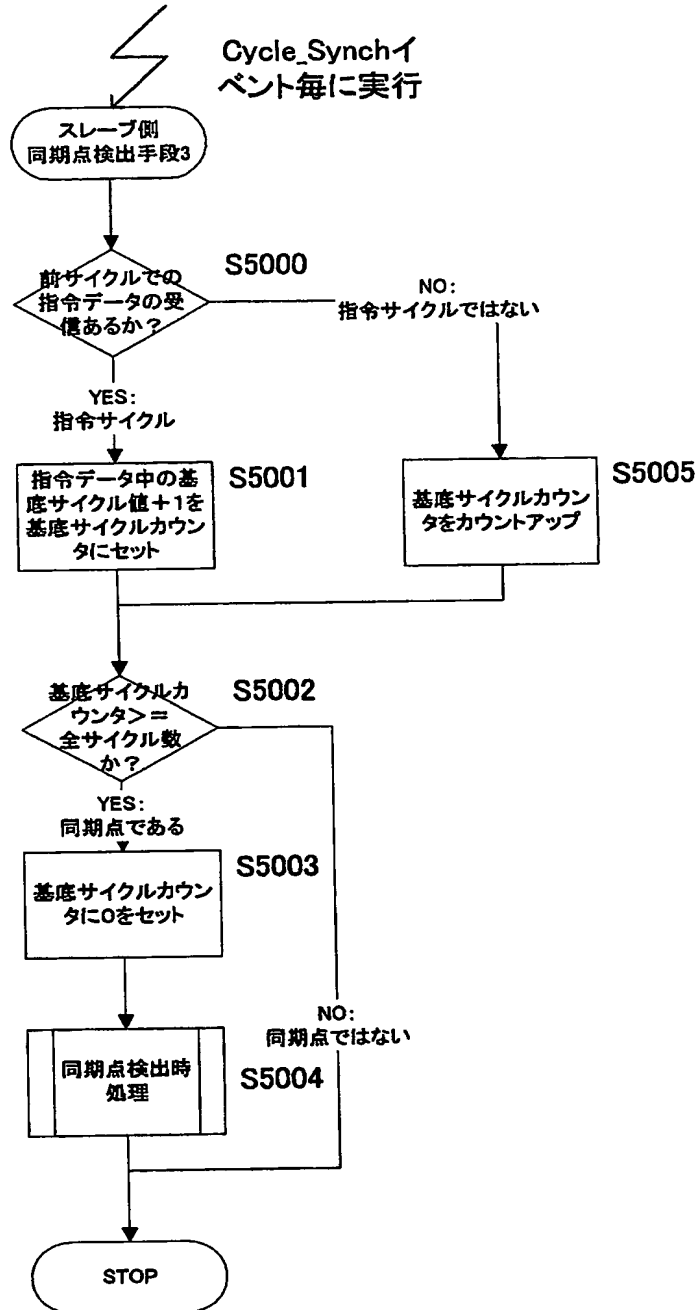 Cycle_Synchイ
ベント毎に実行
スレーブ側
同期点検出手段3
S5000
前サイクルでの
指令データの受
信あるか？
NO：
指令サイクルではない
YES：
指令サイクル
S5001
指令データ中の基
底サイクル値＋1を
基底サイクルカウン
タにセット
S5005
基底サイクルカウン
タをカウントアップ
S5002
基底サイクルカ
ウンタ＞＝
全サイクル数
か？
YES：
同期点である
S5003
基底サイクルカウン
タに0をセット
NO：
同期点ではない
S5004
同期点検出時
処理
STOP